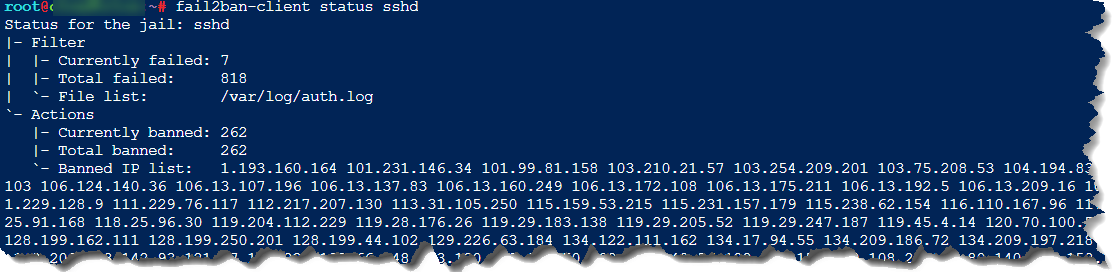 root@ ~# fail2ban-client status sshd
Status for the jail: sshd
|- Filter
|  |- Currently failed: 7
|  |- Total failed:     818
|  `- File list:        /var/log/auth.log
`- Actions
   |- Currently banned: 262
   |- Total banned:     262
   `- Banned IP list:   1.193.160.164 101.231.146.34 101.99.81.158 103.210.21.57 103.254.209.201 103.75.208.53 104.194.83
103 106.124.140.36 106.13.107.196 106.13.137.83 106.13.160.249 106.13.172.108 106.13.175.211 106.13.192.5 106.13.209.16
1.229.128.9 111.229.76.117 112.217.207.130 113.31.105.250 115.159.53.215 115.231.157.179 115.238.62.154 116.110.167.96
25.91.168 118.25.96.30 119.204.112.229 119.28.176.26 119.29.183.138 119.29.205.52 119.29.247.187 119.45.4.14 120.70.100.
128.199.162.111 128.199.250.201 128.199.44.102 129.226.63.184 134.122.111.162 134.17.94.55 134.209.186.72 134.209.197.218